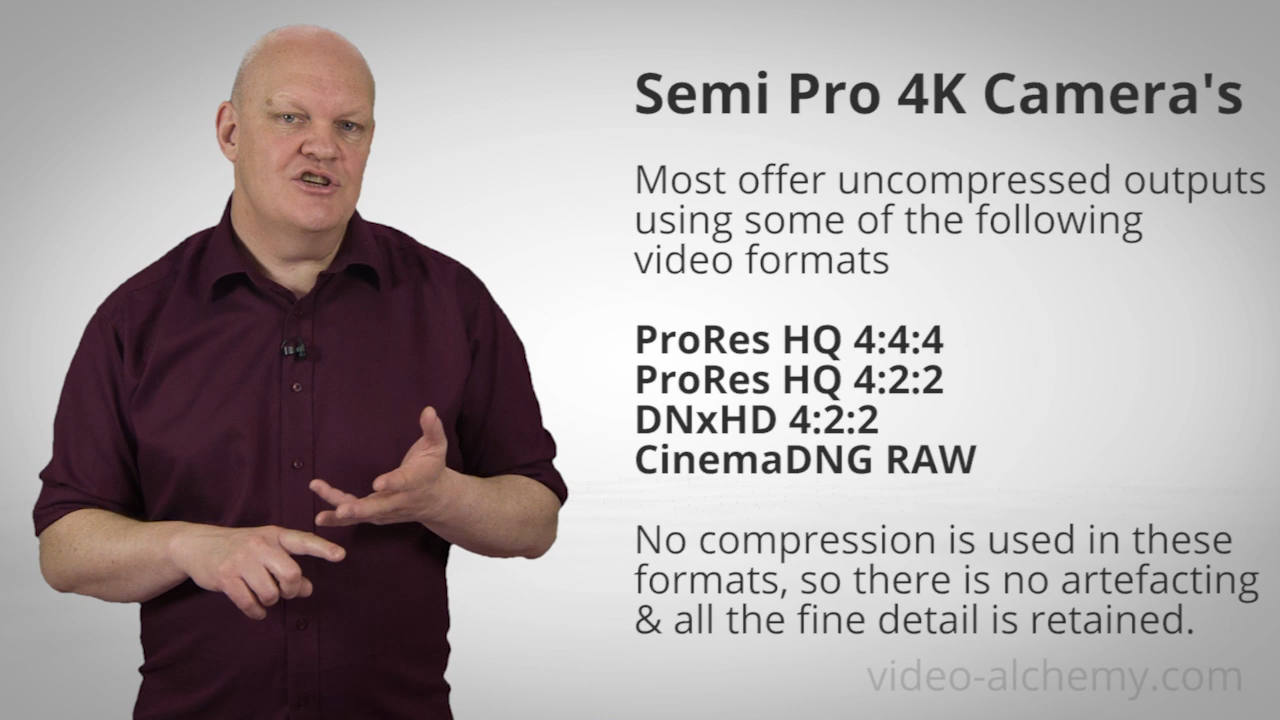 Semi Pro 4K Camera's
Most offer uncompressed outputs
using some of the following
video formats
ProRes HQ 4:4:4
ProRes HQ 4:2:2
DNxHD 4:2:2
CinemaDNG RAW
No compression is used in these
formats, so there is no artefacting
& all the fine detail is retained.
video-alchemy.com